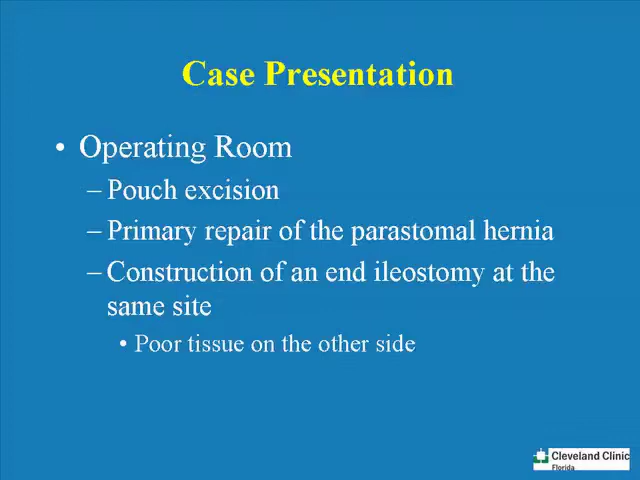 Case Presentation
• Operating Room
– Pouch excision
– Primary repair of the parastomal hernia
– Construction of an end ileostomy at the
same site
• Poor tissue on the other side
Cleveland Clinic
Florida